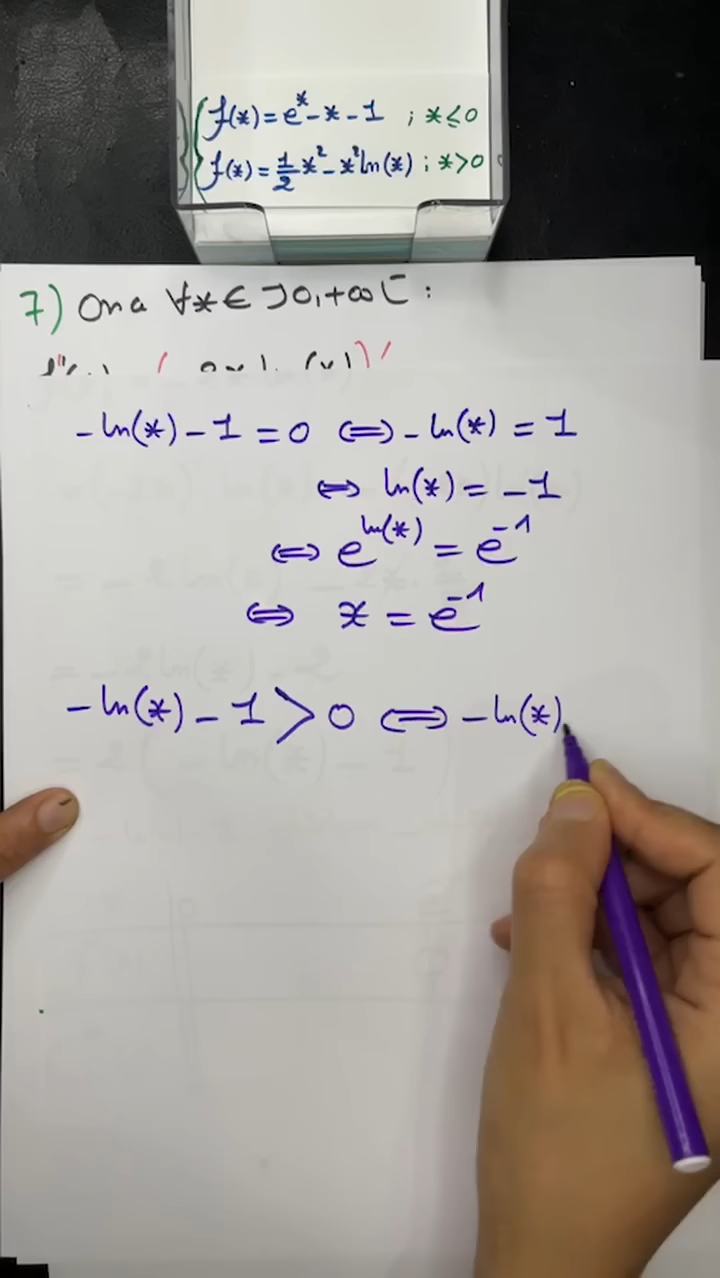 f(x) = e^x - x - 1 ; x ≤ 0
f(x) = 1/2 x² - x² ln(x) ; x > 0
7) On a ∀x ∈ ]0,+∞[ :
-ln(x) - 1 = 0 ⇔ -ln(x) = 1
⇔ ln(x) = -1
⇔ e^ln(x) = e^-1
⇔ x = e^-1
-ln(x) - 1 > 0 ⇔ -ln(x)